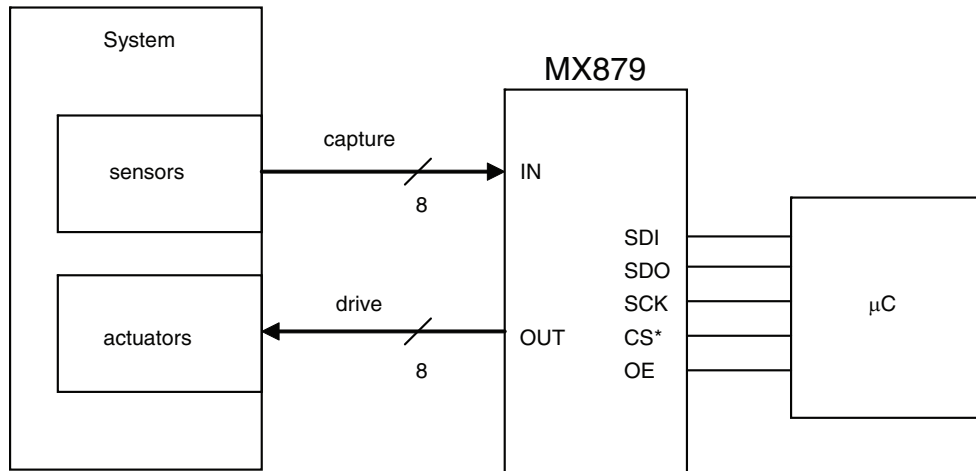 System
MX879
sensors
capture
8
IN
SDI
SDO
SCK
CS*
OE
μC
actuators
drive
8
OUT